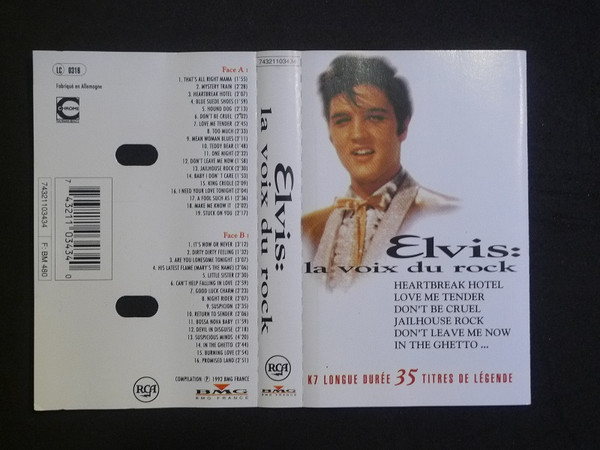 LC 0316
Fabriqué en Allemagne
CHROME
7 43211 03434 0
74321103434
F: BM 480
Face A :
1. THAT'S ALL RIGHT MAMA (1'55)
2. MYSTERY TRAIN (2'28)
3. HEARTBREAK HOTEL (2'07)
4. BLUE SUEDE SHOES (1'59)
5. HOUND DOG (2'13)
6. DON'T BE CRUEL (2'02)
7. LOVE ME TENDER (2'45)
8. TOO MUCH (2'33)
9. MEAN WOMAN BLUES (2'11)
10. TEDDY BEAR (1'48)
11. ONE NIGHT (2'32)
12. DON'T LEAVE ME NOW (1'58)
13. JAILHOUSE ROCK (2'30)
14. BABY I DON'T CARE (1'53)
15. KING CREOLE (2'09)
16. I NEED YOUR LOVE TONIGHT (2'04)
17. A FOOL SUCH AS I (2'36)
18. MAKE ME KNOW IT (2'02)
19. STUCK ON YOU (2'17)
Face B :
1. IT'S NOW OR NEVER (3'13)
2. DIRTY DIRTY FEELING (1'32)
3. ARE YOU LONESOME TONIGHT (3'07)
4. HIS LATEST FLAME (MARY'S THE NAME) (2'06)
5. LITTLE SISTER (2'30)
6. CAN'T HELP FALLING IN LOVE (2'59)
7. GOOD LUCK CHARM (2'23)
8. NIGHT RIDER (2'07)
9. SUSPICION (2'35)
10. RETURN TO SENDER (2'06)
11. BOSSA NOVA BABY (1'59)
12. DEVIL IN DISGUISE (2'18)
13. SUSPICIOUS MINDS (4'20)
14. IN THE GHETTO (2'44)
15. BURNING LOVE (2'54)
16. PROMISED LAND (2'51)
RCA
COMPILATION ℗ 1992 BMG FRANCE
BMG
BMG FRANCE
74321103434
Elvis:
la voix du rock
RCA
BMG
BMG FRANCE
Elvis:
la voix du rock
HEARTBREAK HOTEL
LOVE ME TENDER
DON'T BE CRUEL
JAILHOUSE ROCK
DON'T LEAVE ME NOW
IN THE GHETTO ...
K7 LONGUE DURÉE 35 TITRES DE LÉGENDE